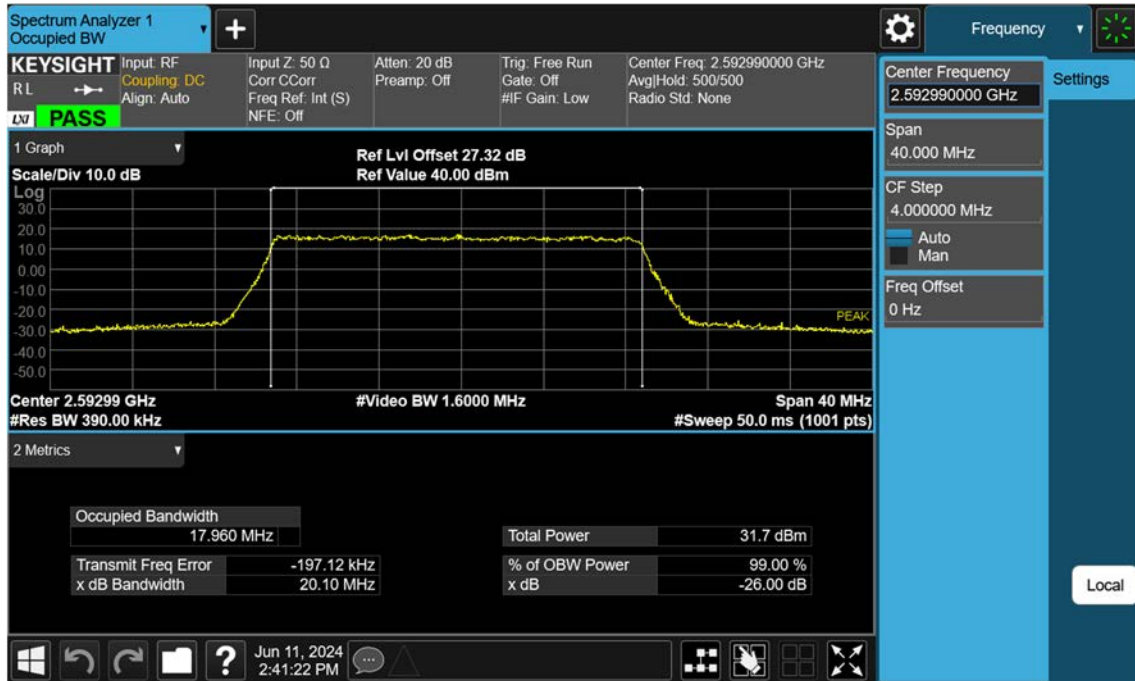 Spectrum Analyzer 1
Occupied BW
Frequency
KEYSIGHT
R L
LXI
PASS
Input: RF
Coupling: DC
Align: Auto
Input Z: 50 Ω
Corr CCorr
Freq Ref: Int (S)
NFE: Off
Atten: 20 dB
Preamp: Off
Trig: Free Run
Gate: Off
#IF Gain: Low
Center Freq: 2.592990000 GHz
Avg|Hold: 500/500
Radio Std: None
Center Frequency
2.592990000 GHz
Settings
Span
40.000 MHz
CF Step
4.000000 MHz
Auto
Man
Freq Offset
0 Hz
Local
1 Graph
Scale/Div 10.0 dB
Ref Lvl Offset 27.32 dB
Ref Value 40.00 dBm
Log
30.0
20.0
10.0
0.00
-10.0
-20.0
-30.0
-40.0
-50.0
PEAK
Center 2.59299 GHz
#Video BW 1.6000 MHz
Span 40 MHz
#Res BW 390.00 kHz
#Sweep 50.0 ms (1001 pts)
2 Metrics
Occupied Bandwidth
17.960 MHz
Total Power 31.7 dBm
Transmit Freq Error -197.12 kHz
% of OBW Power 99.00 %
x dB Bandwidth 20.10 MHz
x dB -26.00 dB
?
Jun 11, 2024
2:41:22 PM